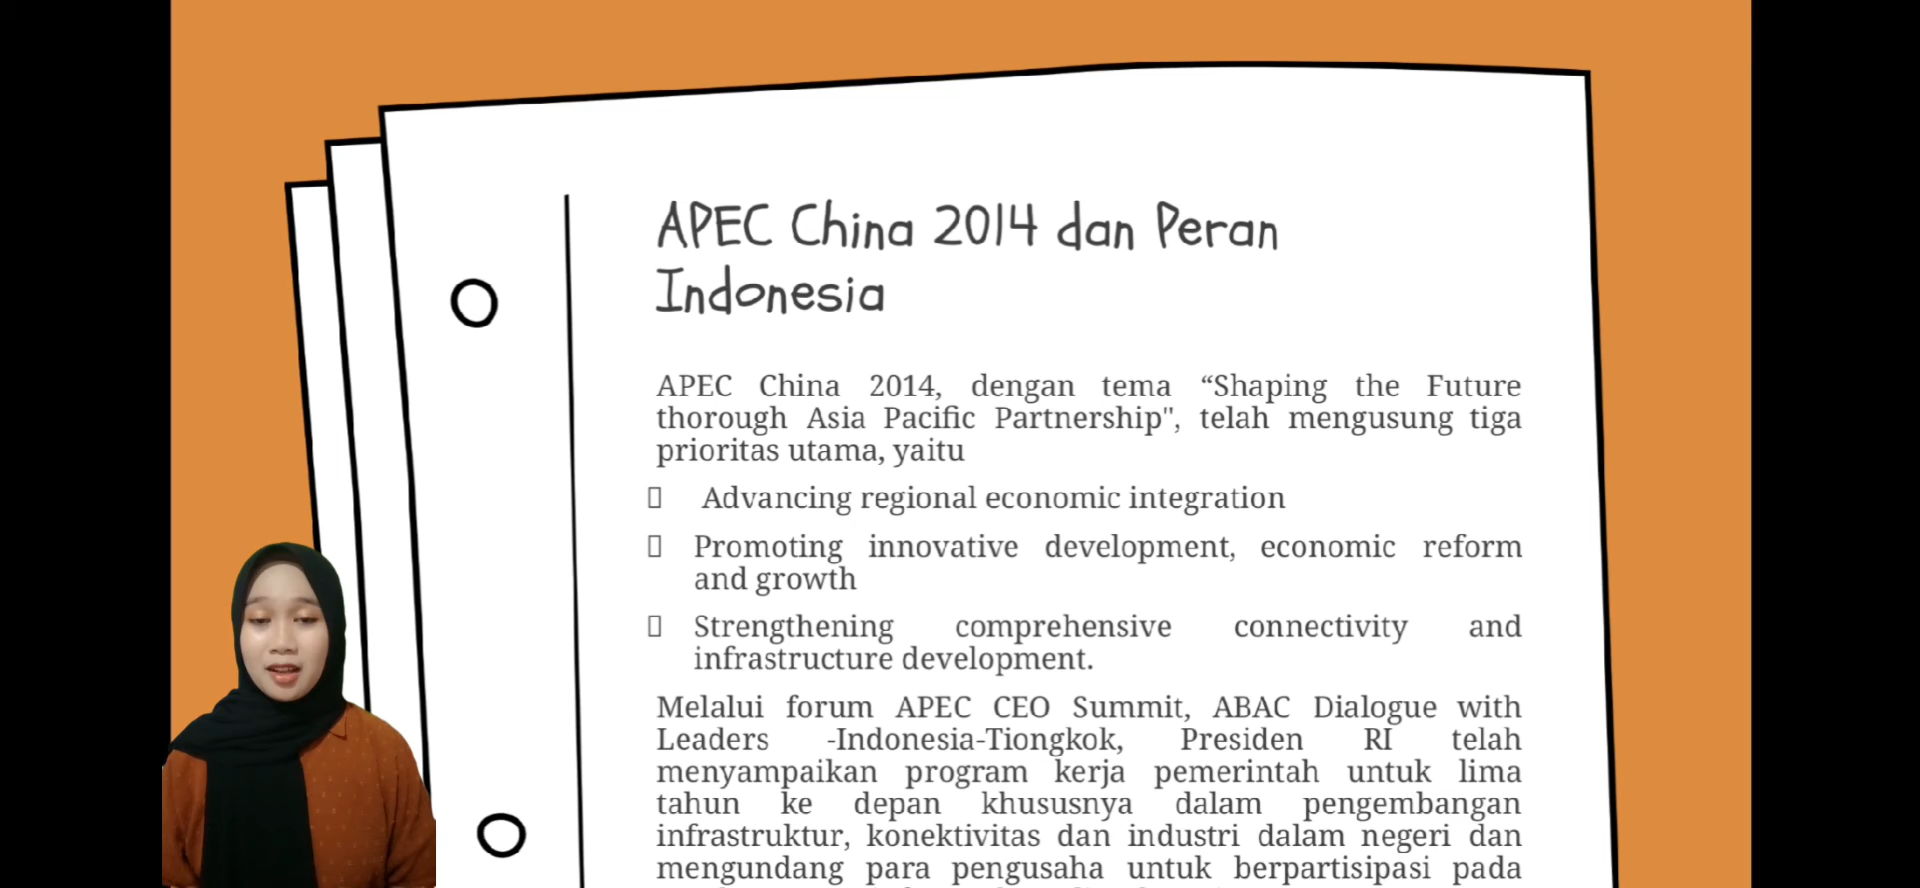 APEC China 2014 dan Peran
Indonesia
APEC China 2014, dengan tema “Shaping the Future
thorough Asia Pacific Partnership", telah mengusung tiga
prioritas utama, yaitu
Advancing regional economic integration
Promoting innovative development, economic reform
and growth
Strengthening comprehensive connectivity and
infrastructure development.
Melalui forum APEC CEO Summit, ABAC Dialogue with
Leaders -Indonesia-Tiongkok, Presiden RI telah
menyampaikan program kerja pemerintah untuk lima
tahun ke depan khususnya dalam pengembangan
infrastruktur, konektivitas dan industri dalam negeri dan
mengundang para pengusaha untuk berpartisipasi pada